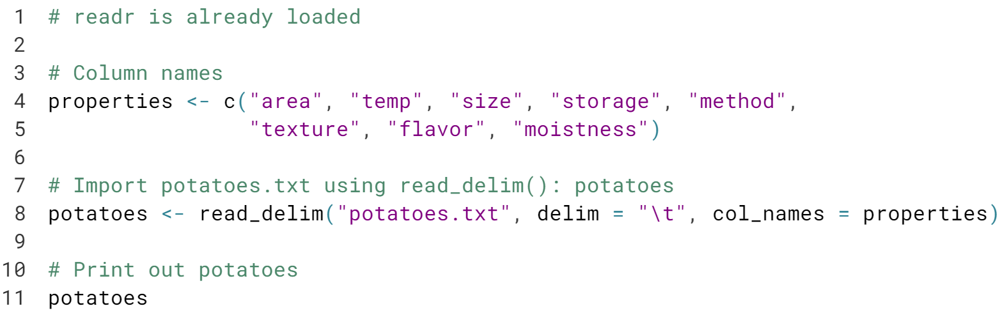 1 # readr is already loaded
2
3 # Column names
4 properties <- c("area", "temp", "size", "storage", "method",
5                 "texture", "flavor", "moistness")
6
7 # Import potatoes.txt using read_delim(): potatoes
8 potatoes <- read_delim("potatoes.txt", delim = "\t", col_names = properties)
9
10 # Print out potatoes
11 potatoes